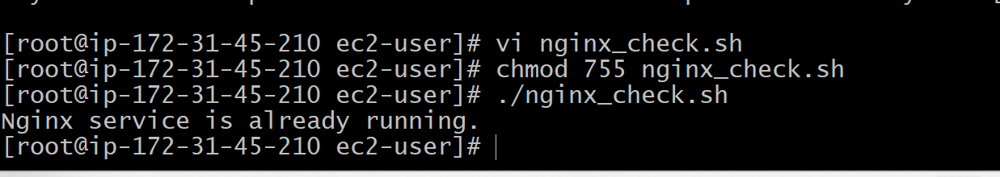 [root@ip-172-31-45-210 ec2-user]# vi nginx_check.sh
[root@ip-172-31-45-210 ec2-user]# chmod 755 nginx_check.sh
[root@ip-172-31-45-210 ec2-user]# ./nginx_check.sh
Nginx service is already running.
[root@ip-172-31-45-210 ec2-user]#